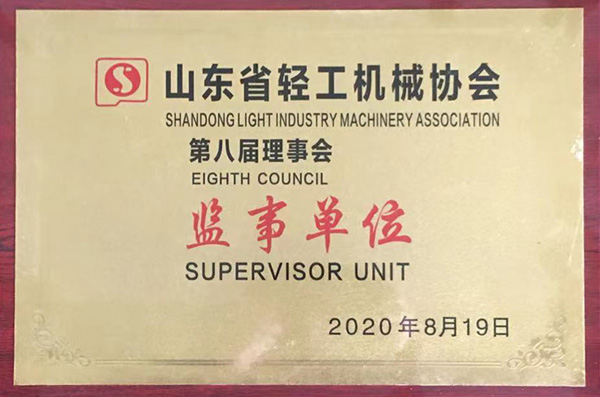 山东省轻工机械协会
SHANDONG LIGHT INDUSTRY MACHINERY ASSOCIATION
第八届理事会
EIGHTH COUNCIL
监事单位
SUPERVISOR UNIT
2020年8月19日